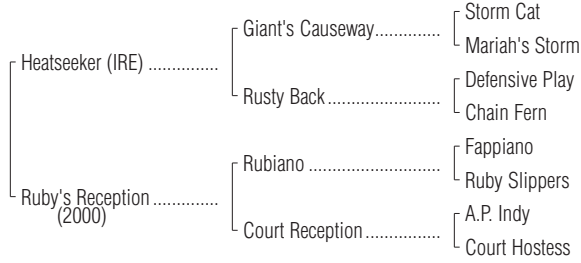 Storm Cat
Giant's Causeway..............
Mariah's Storm
Heatseeker (IRE) ...............
Defensive Play
Rusty Back........................
Chain Fern
Fappiano
Rubiano ............................
Ruby Slippers
Ruby's Reception ..............
(2000)
A.P. Indy
Court Reception................
Court Hostess